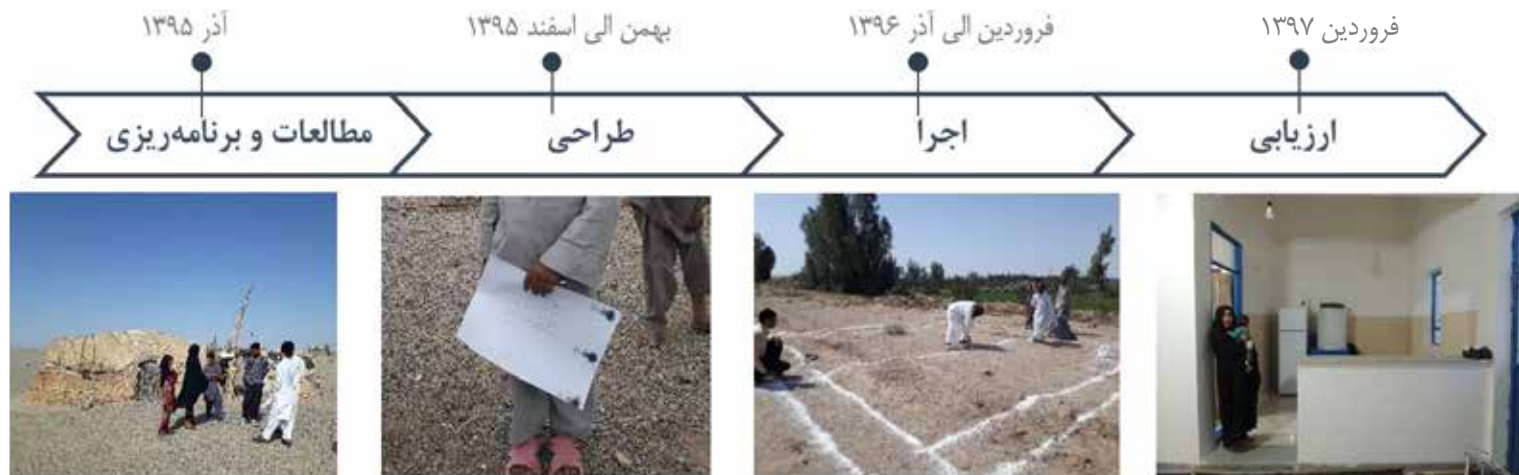 آذر ۱۳۹۵
بهمن الی اسفند ۱۳۹۵
فروردین الی آذر ۱۳۹۶
فروردین ۱۳۹۷
مطالعات و برنامه‌ریزی
طراحی
اجرا
ارزیابی